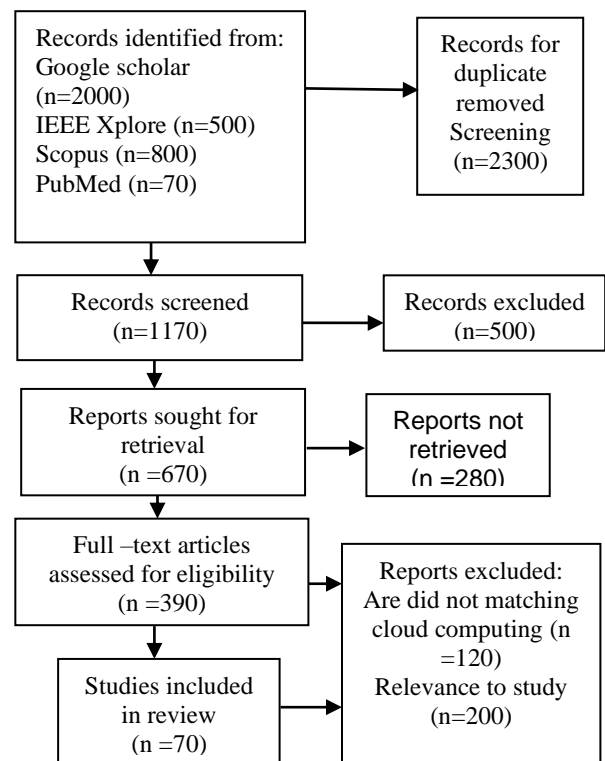 Records identified from:
Google scholar
(n=2000)
IEEE Xplore (n=500)
Scopus (n=800)
PubMed (n=70)
Records for
duplicate
removed
Screening
(n=2300)
Records screened
(n=1170)
Records excluded
(n=500)
Reports sought for
retrieval
(n =670)
Reports not
retrieved
(n =280)
Full –text articles
assessed for eligibility
(n =390)
Reports excluded:
Are did not matching
cloud computing (n
=120)
Relevance to study
(n=200)
Studies included
in review
(n =70)